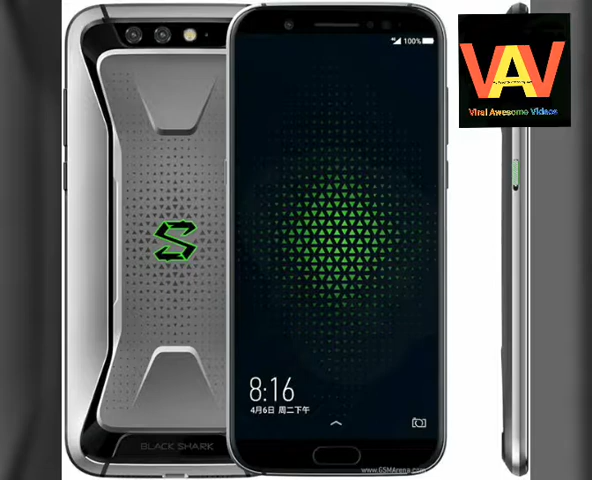 100%
VAV
Viral Awesome Videos
8:16
4月6日 周二下午
BLACK SHARK
www.GSMArena.com